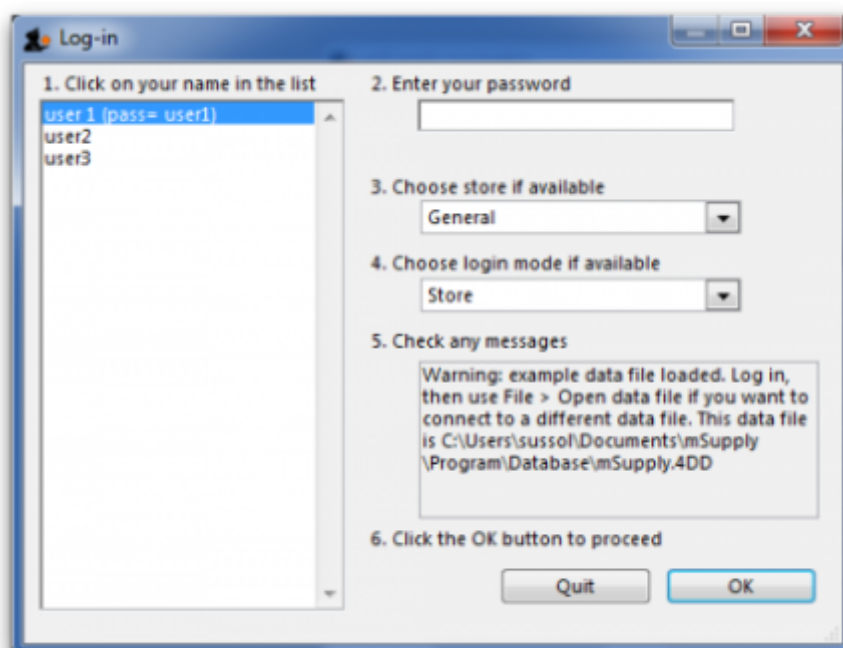 Log-in
1. Click on your name in the list
user 1 (pass= user1)
user2
user3
2. Enter your password
3. Choose store if available
General
4. Choose login mode if available
Store
5. Check any messages
Warning: example data file loaded. Log in,
then use File > Open data file if you want to
connect to a different data file. This data file
is C:\Users\sussol\Documents\mSupply
\Program\Database\mSupply.4DD
6. Click the OK button to proceed
Quit
OK